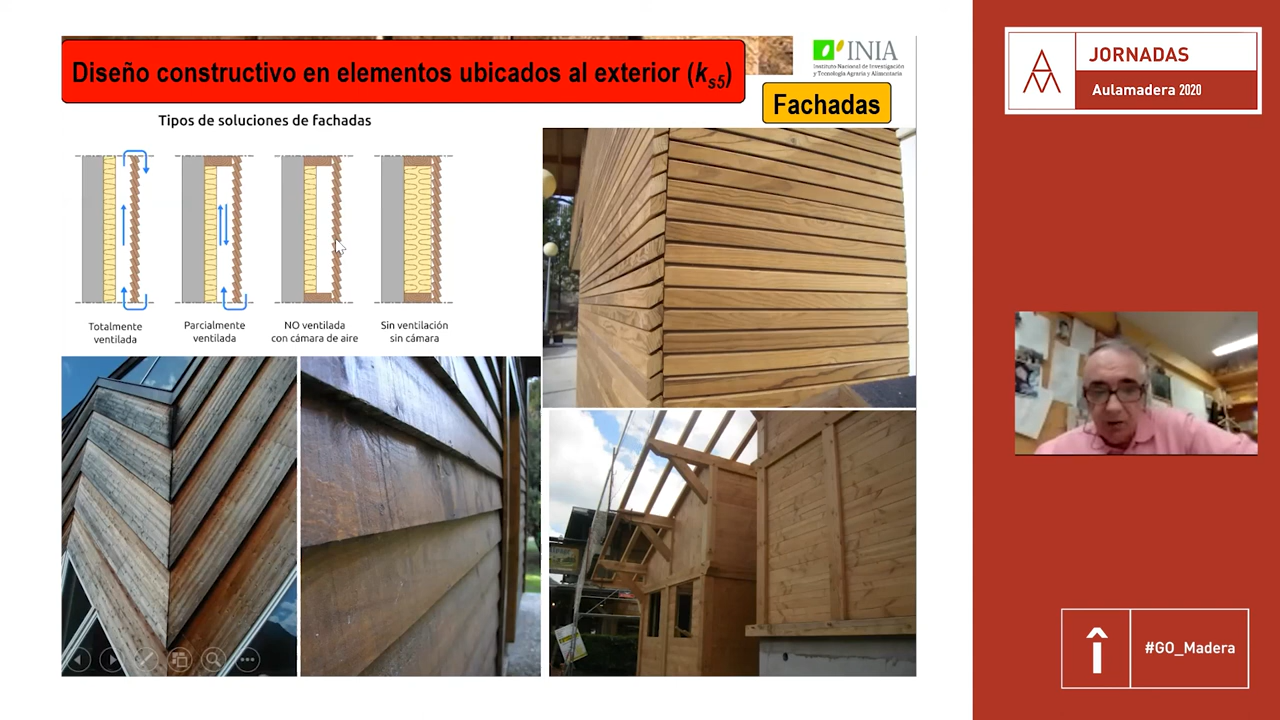 Diseño constructivo en elementos ubicados al exterior (ks5)
INIA
Instituto Nacional de Investigación
y Tecnología Agraria y Alimentaria
Fachadas
Tipos de soluciones de fachadas
Totalmente
ventilada
Parcialmente
ventilada
NO ventilada
con cámara de aire
Sin ventilación
sin cámara
JORNADAS
Aulamadera 2020
#GO_Madera